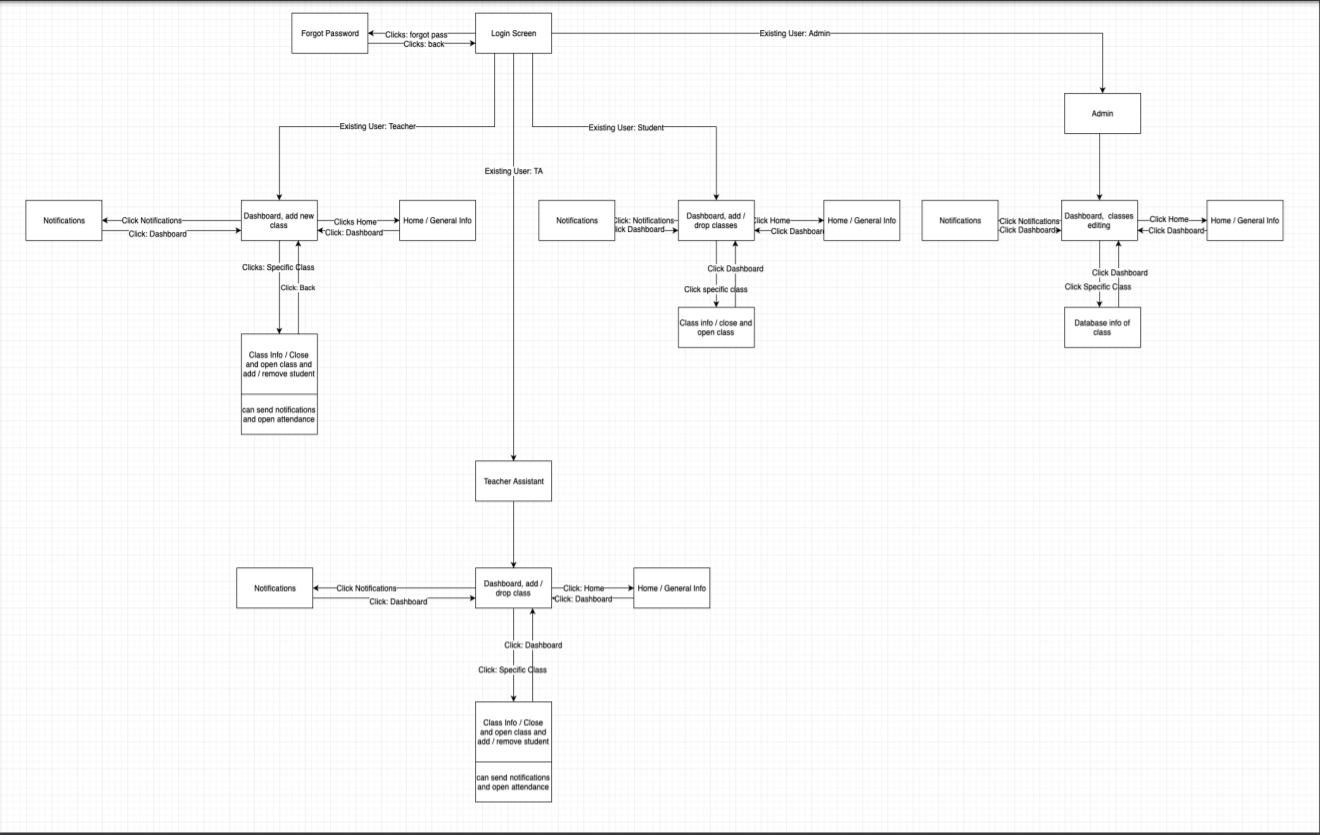 Forgot Password
Clicks: forgot pass
Clicks: back
Login Screen
Existing User: Admin
Admin
Existing User: Teacher
Existing User: Student
Existing User: TA
Notifications
Click Notifications
Click: Dashboard
Dashboard, add new
class
Clicks Home
Click: Dashboard
Home / General Info
Notifications
Click: Notifications
lick Dashboard
Dashboard, add /
drop classes
Click Home
Click Dashboar
Home / General Info
Notifications
Click Notifications
Click Dashboard
Dashboard, classes
editing
Click Home
Click Dashboard
Home / General Info
Clicks: Specific Class
Click: Back
Click Dashboard
Click specific class
Click Dashboard
Click Specific Class
Class info / close and
open class
Database info of
class
Class Info / Close
and open class and
add / remove student
can send notifications
and open attendance
Teacher Assistant
Notifications
Click Notifications
Click: Dashboard
Dashboard, add /
drop class
Click: Home
Click: Dashboard
Home / General Info
Click: Dashboard
Click: Specific Class
Class Info / Close
and open class and
add / remove student
can send notifications
and open attendance